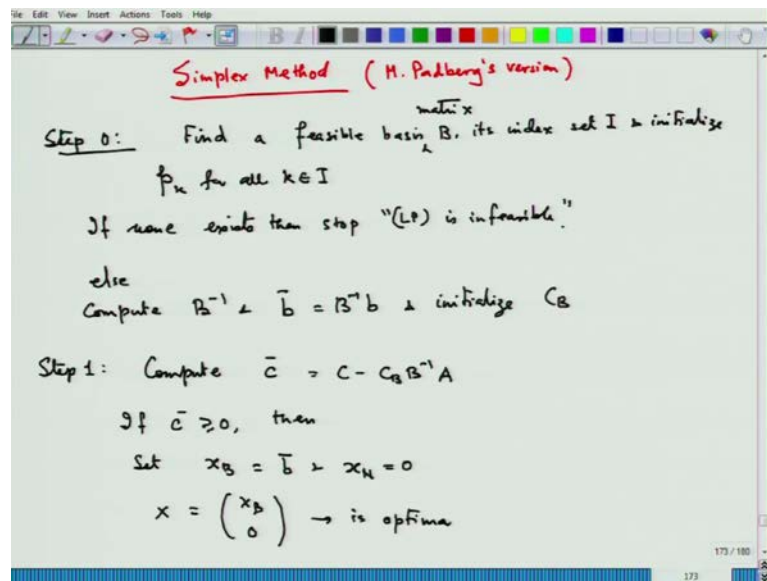 File Edit View Insert Actions Tools Help
Simplex Method (M. Padberg's version)
matrix
Step 0: Find a feasible basis B, its index set I & initialize
p_k for all k ∈ I
If none exists then stop "(LP) is infeasible."
else
Compute B⁻¹ & b̄ = B⁻¹b & initialize C_B
Step 1: Compute c̄ = C - C_B B⁻¹ A
If c̄ ≥ 0, then
Set x_B = b̄ & x_N = 0
x = (x_B 0) → is optima
173 / 180
173